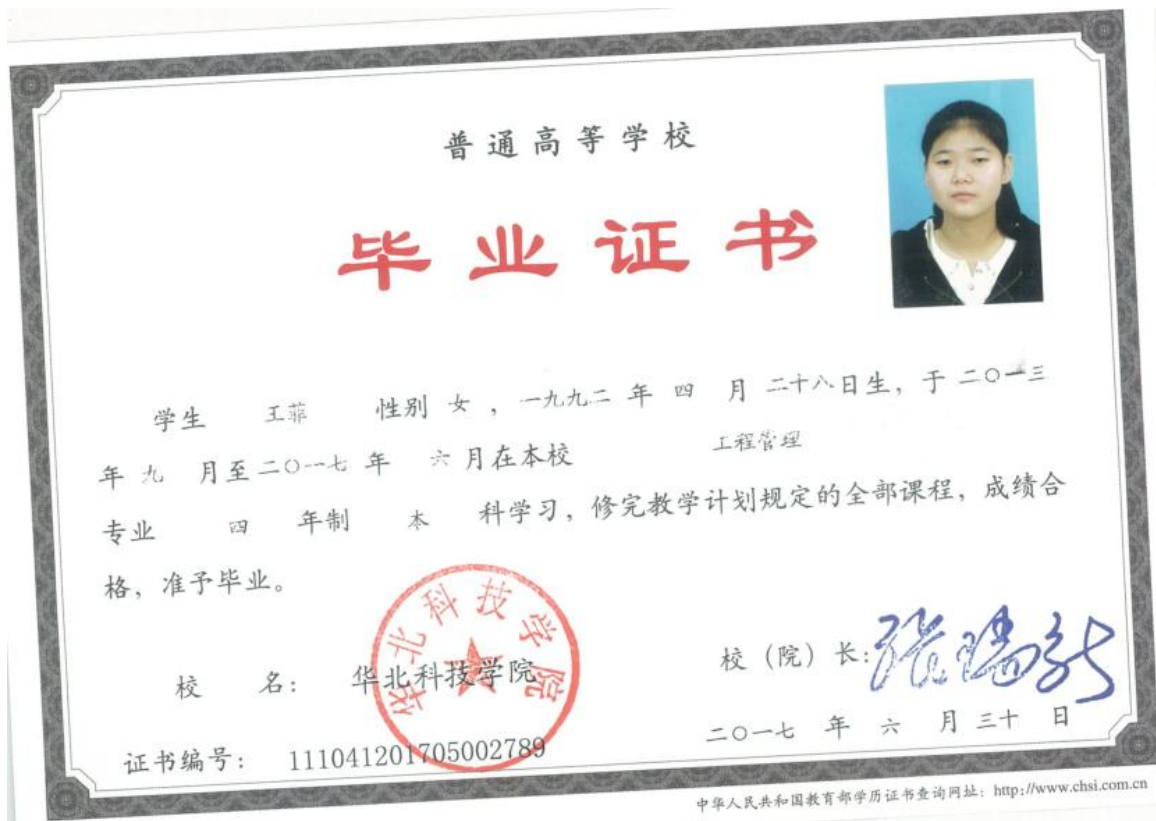 普通高等学校
毕业证书
学生 王菲 性别 女 ，一九九二 年 四 月 二十八日生，于 二〇一三
年 九 月至 二〇一七 年 六 月在本校 工程管理
专业 四 年制 本 科学习，修完教学计划规定的全部课程，成绩合
格，准予毕业。
华北科技学院
校 名： 华北科技学院
校（院）长：张瑞新
证书编号： 111041201705002789
二〇一七 年 六 月 三十 日
中华人民共和国教育部学历证书查询网址：http://www.chsi.com.cn